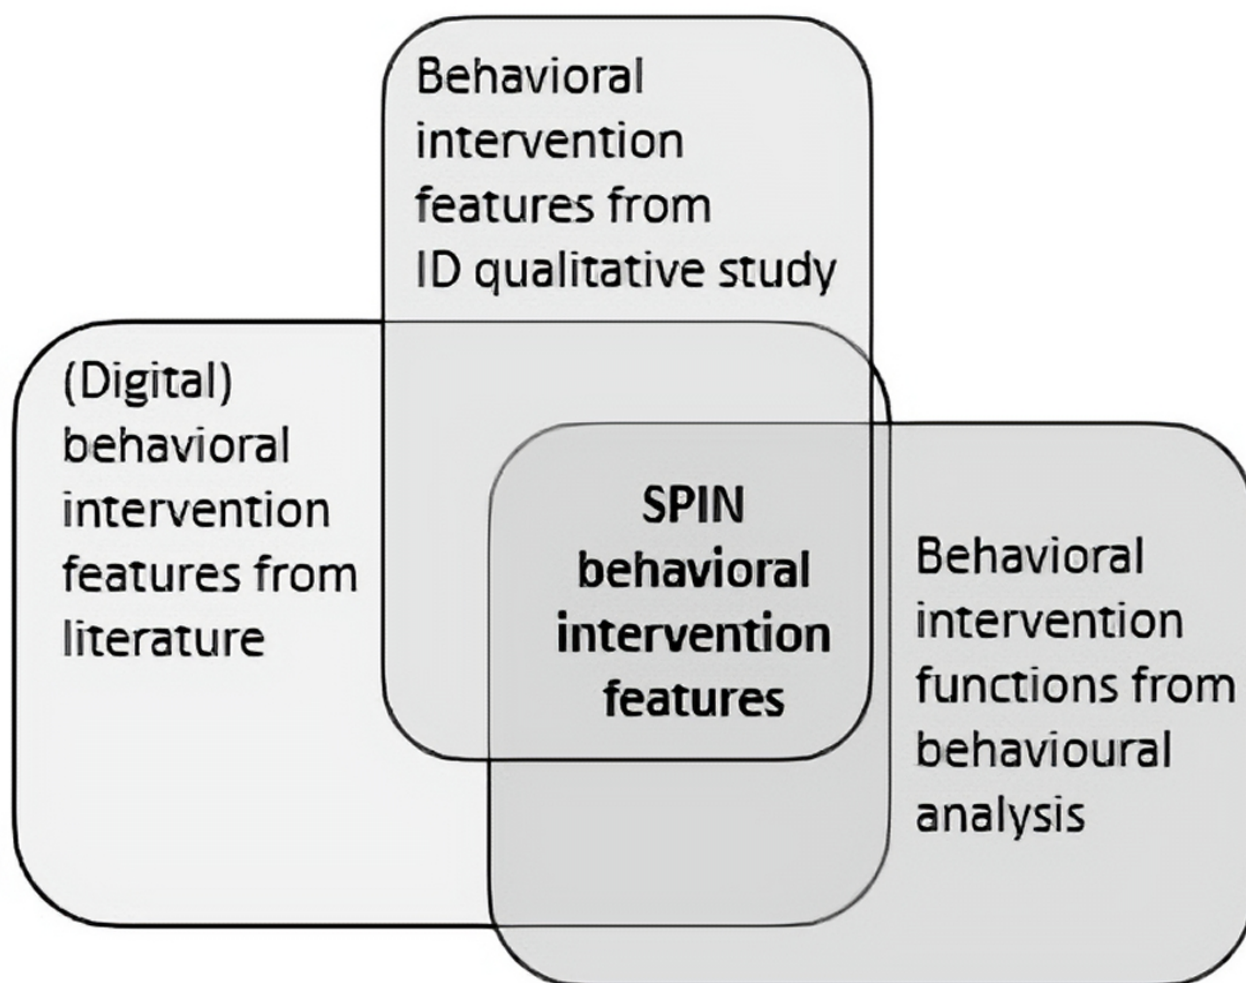 Behavioral
intervention
features from
ID qualitative study
(Digital)
behavioral
intervention
features from
literature
SPIN
behavioral
intervention
features
Behavioral
intervention
functions from
behavioural
analysis